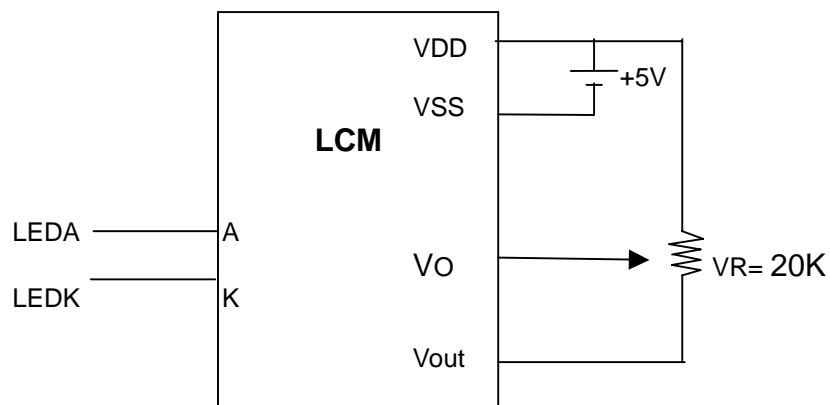 VDD
+5V
VSS
LCM
LEDA
A
VO
VR= 20K
LEDK
K
Vout